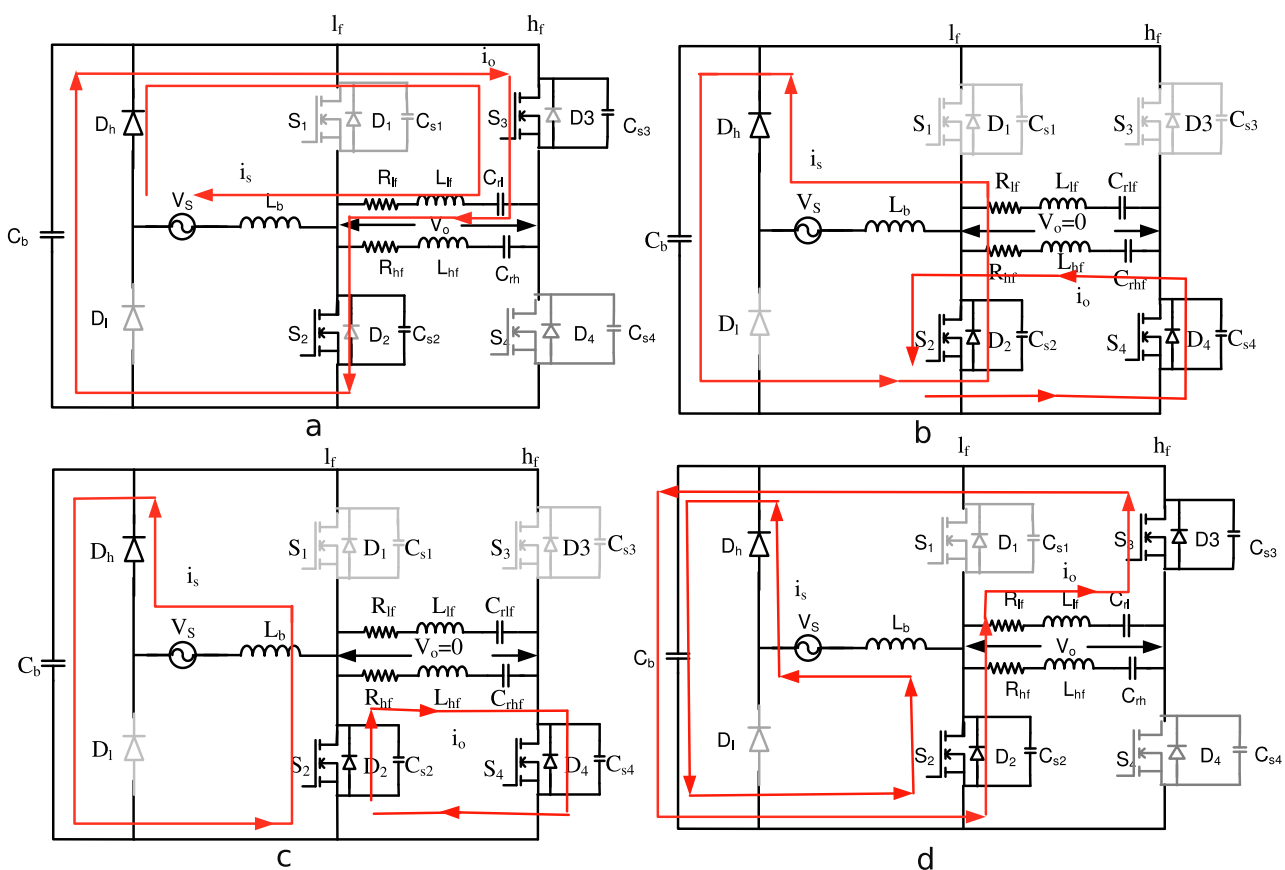 l_f h_f
i_o
D_h S_1 D_1 C_s1 S_3 D3 C_s3
i_s
R_lf L_lf C_rl
V_S L_b
C_b V_o
R_hf L_hf C_rh
D_l S_2 D_2 C_s2 S_4 D_4 C_s4
a
l_f h_f
D_h S_1 D_1 C_s1 S_3 D3 C_s3
i_s
R_lf L_lf C_rlf
V_S L_b
C_b V_o=0
R_hf L_hf C_rhf
i_o
D_l S_2 D_2 C_s2 S_4 D_4 C_s4
b
l_f h_f
D_h S_1 D_1 C_s1 S_3 D3 C_s3
i_s
R_lf L_lf C_rlf
V_S L_b
C_b V_o=0
R_hf L_hf C_rhf
i_o
D_l S_2 D_2 C_s2 S_4 D_4 C_s4
c
l_f h_f
D_h S_1 D_1 C_s1 S_3 D3 C_s3
i_o
i_s
R_lf L_lf C_rl
V_S L_b
C_b V_o
R_hf L_hf C_rh
D_l S_2 D_2 C_s2 S_4 D_4 C_s4
d